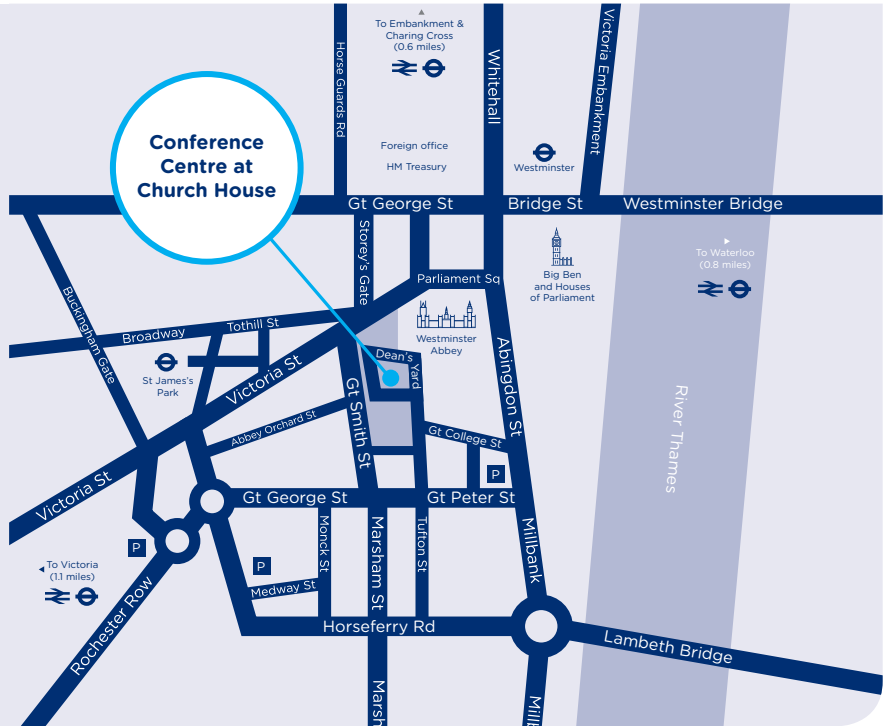 To Embankment &
Charing Cross
(0.6 miles)
Horse Guards Rd
Whitehall
Victoria Embankment
Conference
Centre at
Church House
Foreign office
HM Treasury
Westminster
Gt George St
Bridge St
Westminster Bridge
Storey's Gate
Parliament Sq
Big Ben
and Houses
of Parliament
To Waterloo
(0.8 miles)
Buckingham Gate
Broadway
Tothill St
Westminster
Abbey
Dean's
Yard
St James's
Park
Victoria St
Abingdon St
Gt Smith St
Abbey Orchard St
Gt College St
River Thames
P
Victoria St
Gt George St
Gt Peter St
P
P
Monck St
Marsham St
Tufton St
Millbank
To Victoria
(1.1 miles)
Medway St
Rochester Row
Horseferry Rd
Lambeth Bridge
Marsh
Mill